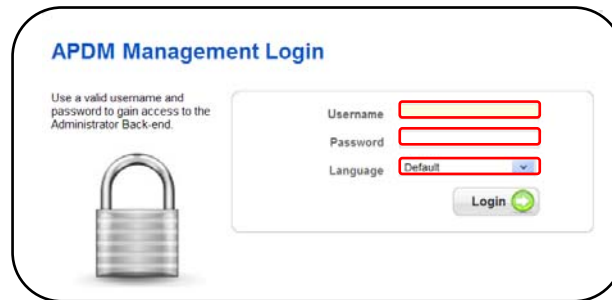 APDM Management Login
Use a valid username and
password to gain access to the
Administrator Back-end.
Username
Password
Language Default
Login